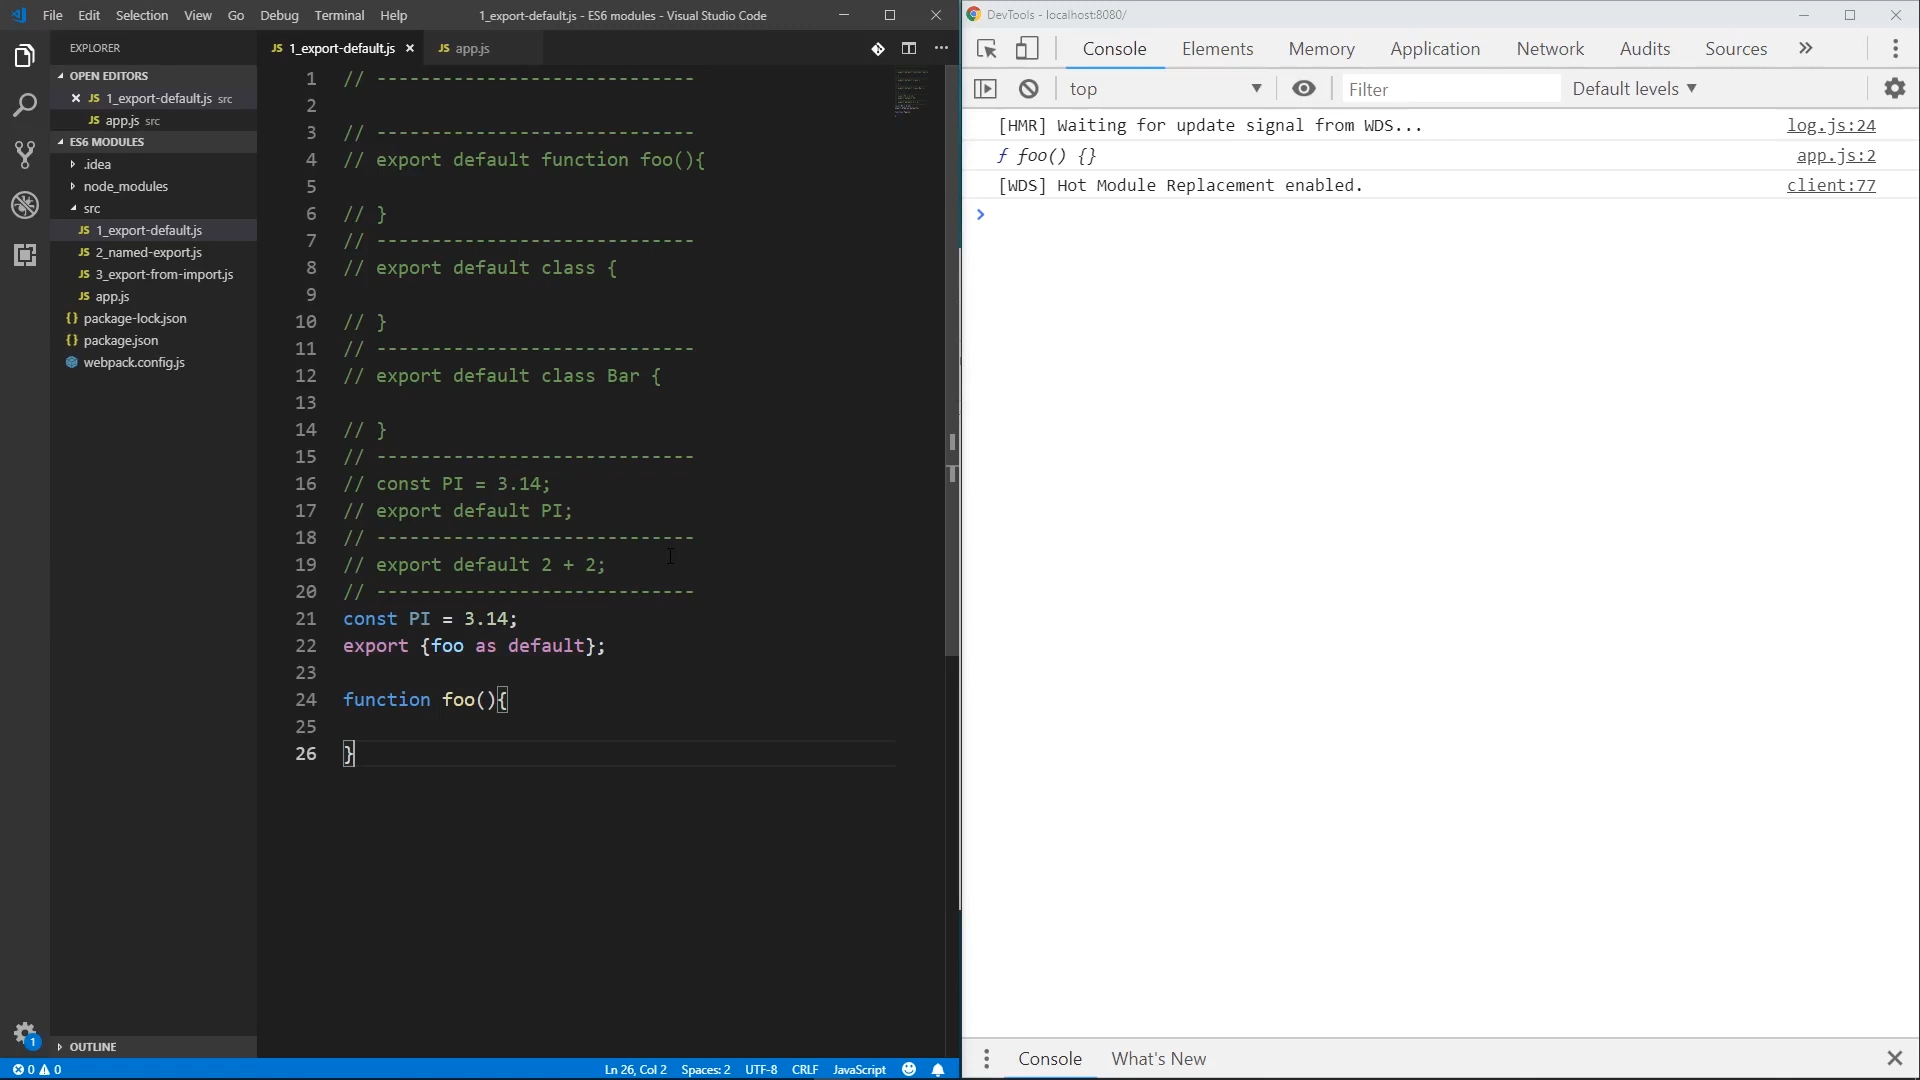 File Edit Selection View Go Debug Terminal Help 1_export-default.js - ES6 modules - Visual Studio Code
EXPLORER
OPEN EDITORS
JS 1_export-default.js src
JS app.js src
ES6 MODULES
.idea
node_modules
src
JS 1_export-default.js
JS 2_named-export.js
JS 3_export-from-import.js
JS app.js
{} package-lock.json
{} package.json
webpack.config.js
OUTLINE
1
JS 1_export-default.js × JS app.js
1 // -----------------------------
2
3 // -----------------------------
4 // export default function foo(){
5
6 // }
7 // -----------------------------
8 // export default class {
9
10 // }
11 // -----------------------------
12 // export default class Bar {
13
14 // }
15 // -----------------------------
16 // const PI = 3.14;
17 // export default PI;
18 // -----------------------------
19 // export default 2 + 2;
20 // -----------------------------
21 const PI = 3.14;
22 export {foo as default};
23
24 function foo(){
25
26 }
0 0 Ln 26, Col 2 Spaces: 2 UTF-8 CRLF JavaScript
DevTools - localhost:8080/
Console Elements Memory Application Network Audits Sources »
top Filter Default levels
[HMR] Waiting for update signal from WDS... log.js:24
ƒ foo() {} app.js:2
[WDS] Hot Module Replacement enabled. client:77
Console What's New